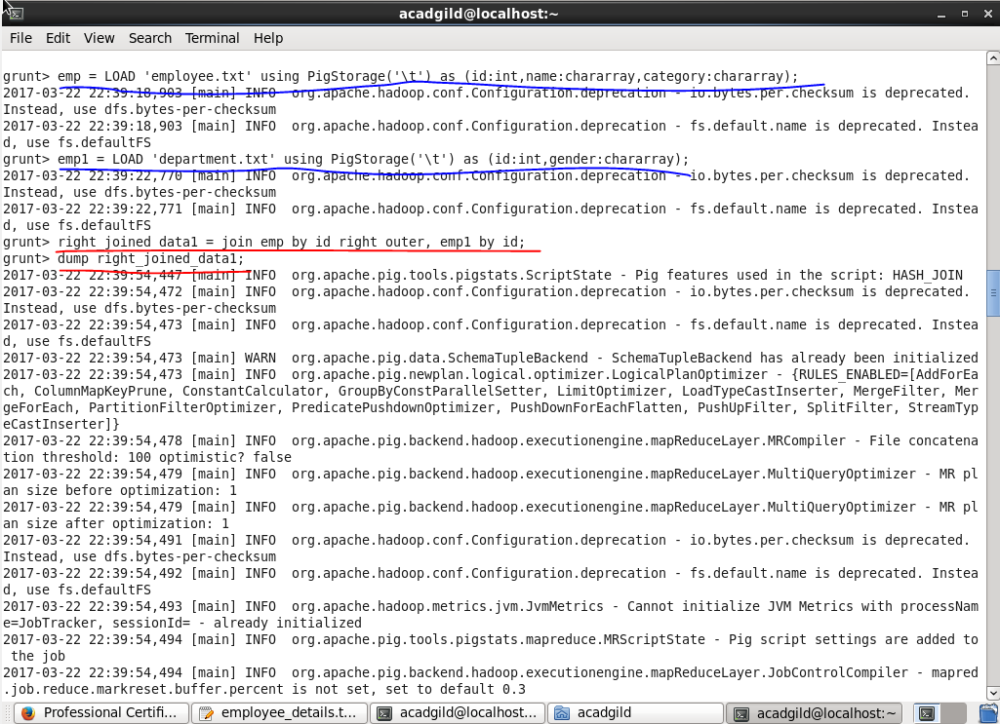 acadgild@localhost:~
File Edit View Search Terminal Help
grunt> emp = LOAD 'employee.txt' using PigStorage('\t') as (id:int,name:chararray,category:chararray);
2017-03-22 22:39:18,903 [main] INFO  org.apache.hadoop.conf.Configuration.deprecation - io.bytes.per.checksum is deprecated.
Instead, use dfs.bytes-per-checksum
2017-03-22 22:39:18,903 [main] INFO  org.apache.hadoop.conf.Configuration.deprecation - fs.default.name is deprecated. Instea
d, use fs.defaultFS
grunt> emp1 = LOAD 'department.txt' using PigStorage('\t') as (id:int,gender:chararray);
2017-03-22 22:39:22,770 [main] INFO  org.apache.hadoop.conf.Configuration.deprecation - io.bytes.per.checksum is deprecated.
Instead, use dfs.bytes-per-checksum
2017-03-22 22:39:22,771 [main] INFO  org.apache.hadoop.conf.Configuration.deprecation - fs.default.name is deprecated. Instea
d, use fs.defaultFS
grunt> right_joined_data1 = join emp by id right outer, emp1 by id;
grunt> dump right_joined_data1;
2017-03-22 22:39:54,447 [main] INFO  org.apache.pig.tools.pigstats.ScriptState - Pig features used in the script: HASH_JOIN
2017-03-22 22:39:54,472 [main] INFO  org.apache.hadoop.conf.Configuration.deprecation - io.bytes.per.checksum is deprecated.
Instead, use dfs.bytes-per-checksum
2017-03-22 22:39:54,473 [main] INFO  org.apache.hadoop.conf.Configuration.deprecation - fs.default.name is deprecated. Instea
d, use fs.defaultFS
2017-03-22 22:39:54,473 [main] WARN  org.apache.pig.data.SchemaTupleBackend - SchemaTupleBackend has already been initialized
2017-03-22 22:39:54,473 [main] INFO  org.apache.pig.newplan.logical.optimizer.LogicalPlanOptimizer - {RULES_ENABLED=[AddForEa
ch, ColumnMapKeyPrune, ConstantCalculator, GroupByConstParallelSetter, LimitOptimizer, LoadTypeCastInserter, MergeFilter, Mer
geForEach, PartitionFilterOptimizer, PredicatePushdownOptimizer, PushDownForEachFlatten, PushUpFilter, SplitFilter, StreamTyp
eCastInserter]}
2017-03-22 22:39:54,478 [main] INFO  org.apache.pig.backend.hadoop.executionengine.mapReduceLayer.MRCompiler - File concatena
tion threshold: 100 optimistic? false
2017-03-22 22:39:54,479 [main] INFO  org.apache.pig.backend.hadoop.executionengine.mapReduceLayer.MultiQueryOptimizer - MR pl
an size before optimization: 1
2017-03-22 22:39:54,479 [main] INFO  org.apache.pig.backend.hadoop.executionengine.mapReduceLayer.MultiQueryOptimizer - MR pl
an size after optimization: 1
2017-03-22 22:39:54,491 [main] INFO  org.apache.hadoop.conf.Configuration.deprecation - io.bytes.per.checksum is deprecated.
Instead, use dfs.bytes-per-checksum
2017-03-22 22:39:54,492 [main] INFO  org.apache.hadoop.conf.Configuration.deprecation - fs.default.name is deprecated. Instea
d, use fs.defaultFS
2017-03-22 22:39:54,493 [main] INFO  org.apache.hadoop.metrics.jvm.JvmMetrics - Cannot initialize JVM Metrics with processNam
e=JobTracker, sessionId= - already initialized
2017-03-22 22:39:54,494 [main] INFO  org.apache.pig.tools.pigstats.mapreduce.MRScriptState - Pig script settings are added to
 the job
2017-03-22 22:39:54,494 [main] INFO  org.apache.pig.backend.hadoop.executionengine.mapReduceLayer.JobControlCompiler - mapred
.job.reduce.markreset.buffer.percent is not set, set to default 0.3
Professional Certifi... employee_details.t... acadgild@localhost... acadgild acadgild@localhost:~